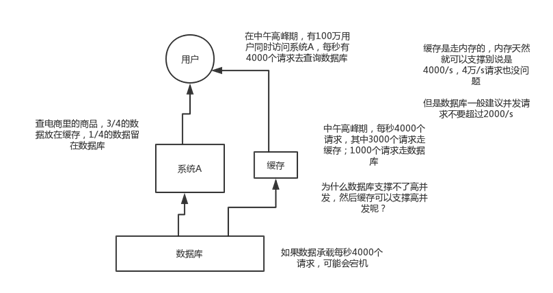 在中午高峰期，有100万用
户同时访问系统A，每秒有
4000个请求去查询数据库
用户
缓存是走内存的，内存天然
就可以支撑别说是
4000/s，4万/s请求也没问
题
但是数据库一般建议并发请
求不要超过2000/s
查电商里的商品，3/4的数
据放在缓存，1/4的数据留
在数据库
中午高峰期，每秒4000个
请求，其中3000个请求走
缓存；1000个请求走数据
库
系统A
缓存
为什么数据库支撑不了高并
发，然后缓存可以支撑高并
发呢？
数据库
如果数据承载每秒4000个
请求，可能会宕机